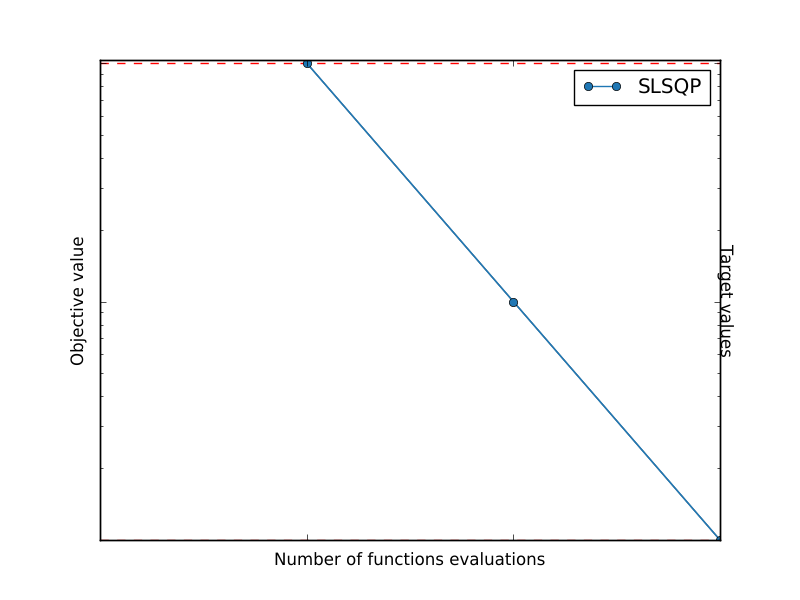 SLSQP
Objective value
Target values
Number of functions evaluations